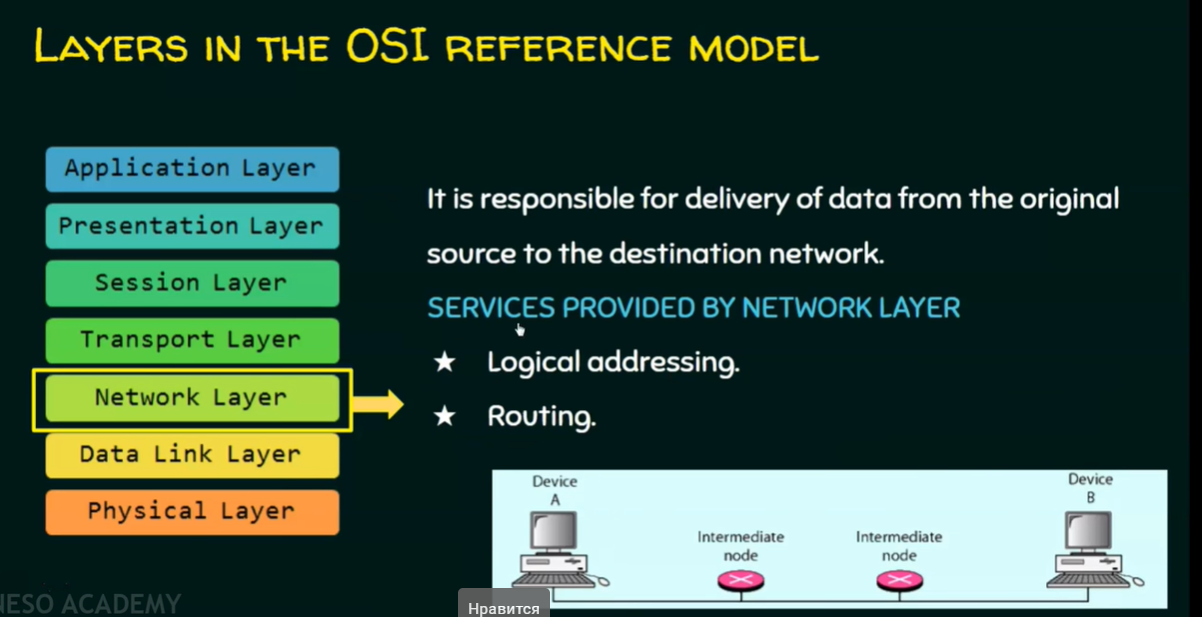 LAYERS IN THE OSI REFERENCE MODEL
Application Layer
Presentation Layer
Session Layer
Transport Layer
Network Layer
Data Link Layer
Physical Layer
It is responsible for delivery of data from the original
source to the destination network.
SERVICES PROVIDED BY NETWORK LAYER
★ Logical addressing.
★ Routing.
Device
A
Intermediate
node
Intermediate
node
Device
B
NESO ACADEMY
Нравится